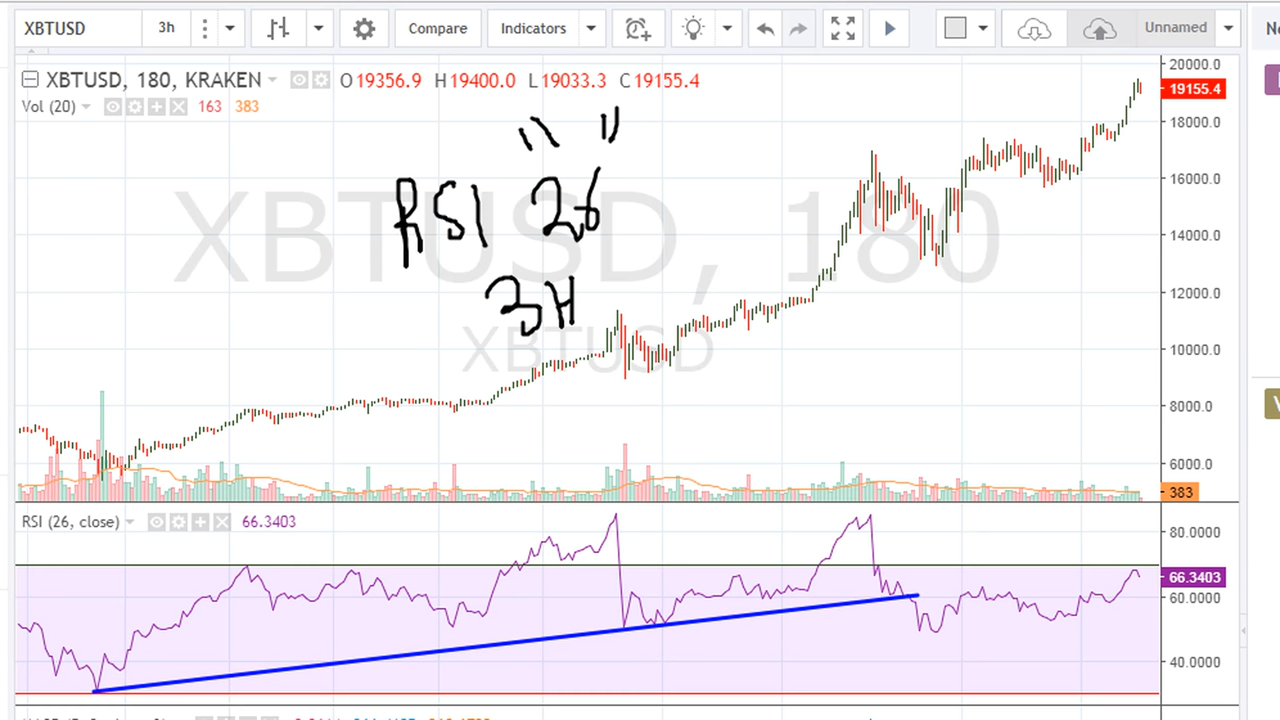 XBTUSD 3h Compare Indicators Unnamed
XBTUSD, 180, KRAKEN O19356.9 H19400.0 L19033.3 C19155.4
Vol (20) 163 383
20000.0
19155.4
18000.0
16000.0
14000.0
12000.0
10000.0
8000.0
6000.0
383
XBTUSD, 180
XBTUSD
" "
RSI 26
3H
RSI (26, close) 66.3403
80.0000
66.3403
60.0000
40.0000